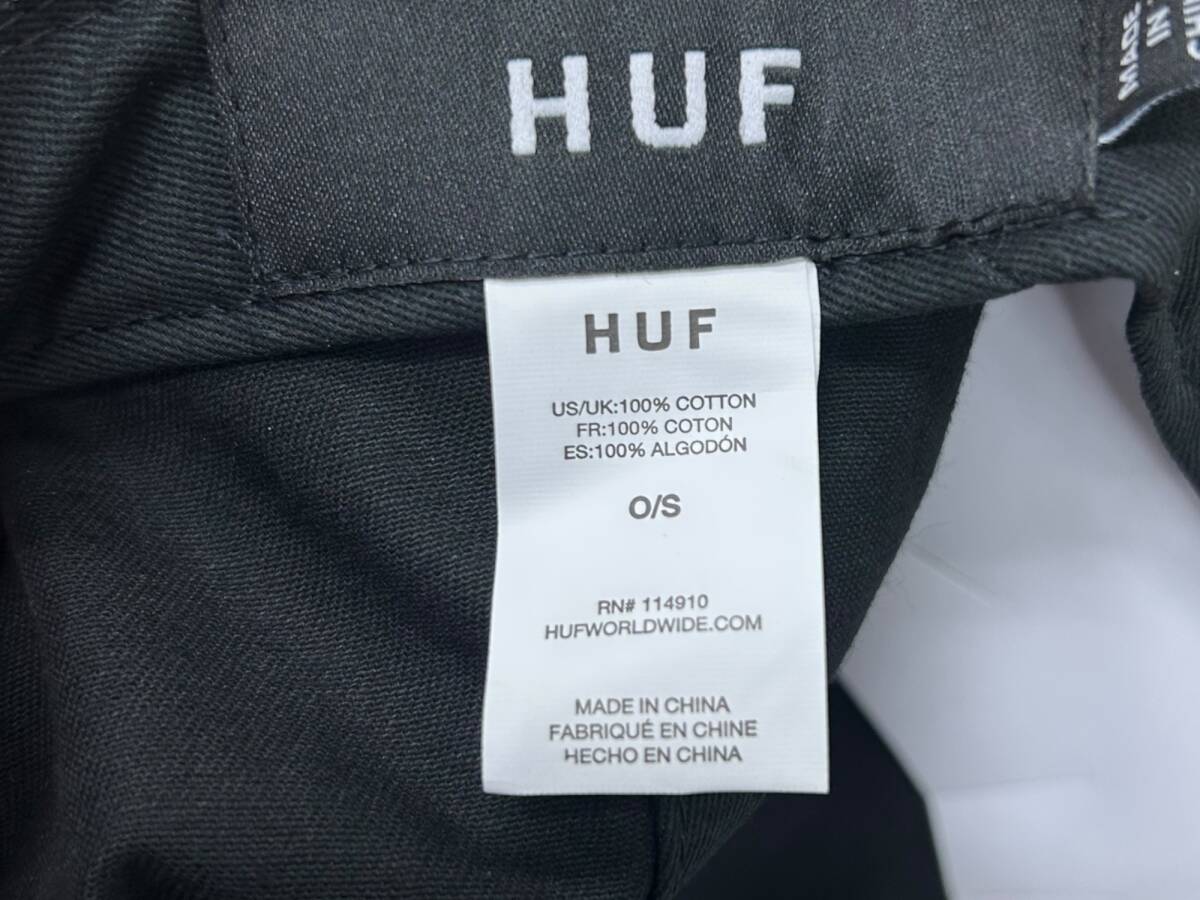 HUF
MADE
IN
HUF
US/UK:100% COTTON
FR:100% COTON
ES:100% ALGODÓN
O/S
RN# 114910
HUFWORLDWIDE.COM
MADE IN CHINA
FABRIQUÉ EN CHINE
HECHO EN CHINA